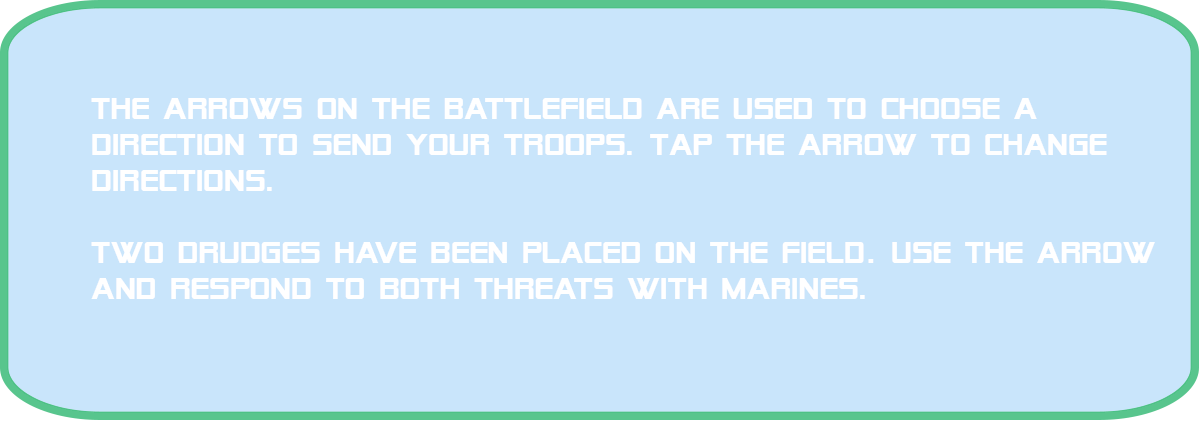 THE ARROWS ON THE BATTLEFIELD ARE USED TO CHOOSE A
DIRECTION TO SEND YOUR TROOPS. TAP THE ARROW TO CHANGE
DIRECTIONS.
TWO DRUDGES HAVE BEEN PLACED ON THE FIELD. USE THE ARROW
AND RESPOND TO BOTH THREATS WITH MARINES.